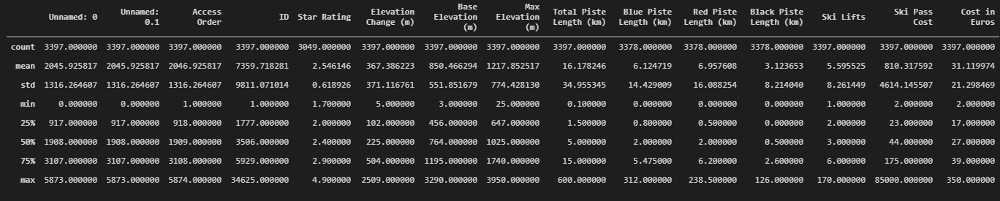 Unnamed: 0 Unnamed: 0.1 Access Order ID Star Rating Elevation Change (m) Base Elevation (m) Max Elevation (m) Total Piste Length (km) Blue Piste Length (km) Red Piste Length (km) Black Piste Length (km) Ski Lifts Ski Pass Cost Cost in Euros
count 3397.000000 3397.000000 3397.000000 3397.000000 3049.000000 3397.000000 3397.000000 3397.000000 3397.000000 3378.000000 3378.000000 3378.000000 3397.000000 3397.000000 3397.000000
mean 2045.925817 2045.925817 2046.925817 7359.718281 2.546146 367.386223 850.466294 1217.852517 16.178246 6.124719 6.957608 3.123653 5.595525 810.317592 31.119974
std 1316.264607 1316.264607 1316.264607 9811.071014 0.618926 371.116761 551.851679 774.428130 34.955345 14.429009 16.088254 8.214040 8.261449 4614.145507 21.298469
min 0.000000 0.000000 1.000000 1.000000 1.700000 5.000000 3.000000 25.000000 0.100000 0.000000 0.000000 0.000000 1.000000 2.000000 2.000000
25% 917.000000 917.000000 918.000000 1777.000000 2.000000 102.000000 456.000000 647.000000 1.500000 0.800000 0.500000 0.000000 2.000000 23.000000 17.000000
50% 1908.000000 1908.000000 1909.000000 3506.000000 2.400000 225.000000 764.000000 1025.000000 5.000000 2.000000 2.000000 0.500000 3.000000 44.000000 27.000000
75% 3107.000000 3107.000000 3108.000000 5929.000000 2.900000 504.000000 1195.000000 1740.000000 15.000000 5.475000 6.200000 2.600000 6.000000 175.000000 39.000000
max 5873.000000 5873.000000 5874.000000 34625.000000 4.900000 2509.000000 3290.000000 3950.000000 600.000000 312.000000 238.500000 126.000000 170.000000 85000.000000 350.000000